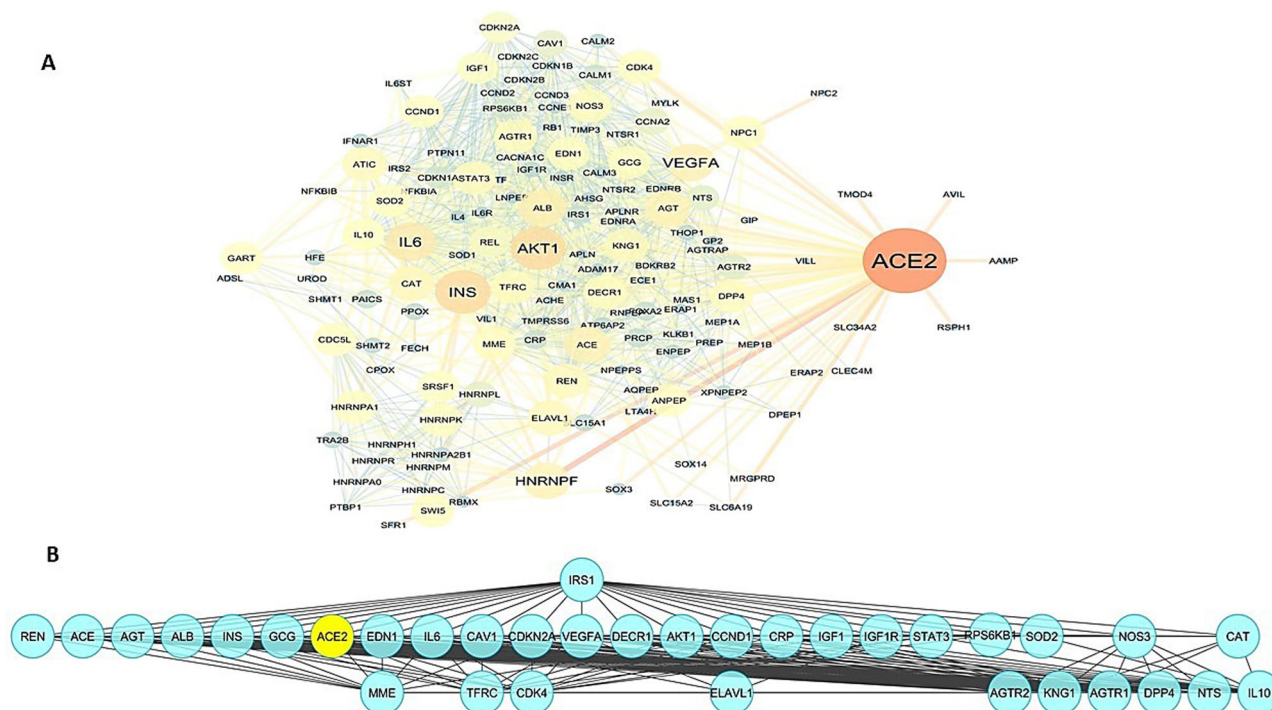 CDKN2A
CAV1
CALM2
A
CDKN2C
IGF1
CDKN1B
CDK4
CALM1
IL6ST
CDKN2B
NPC2
CCND2 CCND3
CCND1
RPS6KB1 CCNE1
NOS3
MYLK
CCNA2
RB1 TIMP3 NTSR1
NPC1
IFNAR1
AGTR1
PTPN11
EDN1
ATIC IRS2
CACNA1C
GCG
VEGFA
IGF1R CALM3
CDKN1A STAT3 TF
INSR
NFKBIB
NFKBIA
NTSR2 EDNRB
TMOD4
AVIL
SOD2
LNPEP
AHSG
NTS
ALB
AGT
IL4 IL6R
IRS1 APLNR
GIP
EDNRA
THOP1
IL10
IL6
REL
AKT1
KNG1
GP2
AGTRAP
GART
HFE
SOD1
APLN
VILL
ACE2
AAMP
ADSL
UROD
ADAM17
BDKRB2
AGTR2
CAT
INS
TFRC
CMA1
DECR1
ECE1
SHMT1 PAICS
ACHE
MAS1
DPP4
PPOX
VIL1
TMPRSS6
ERAP1
MEP1A
RSPH1
CDC5L
SLC34A2
SHMT2
FECH
MME
CRP
ATP6AP2
ACE
PRCP
KLKB1
PREP
MEP1B
ENPEP
CPOX
NPEPPS
ERAP2
CLEC4M
SRSF1
HNRNPL
REN
AQPEP
ANPEP
XPNPEP2
HNRNPA1
HNRNPK
ELAVL1
LTA4H
DPEP1
SLC15A1
TRA2B
HNRNPH1
HNRNPA2B1
HNRNPR
HNRNPM
SOX14
HNRNPA0
HNRNPF
MRGPRD
HNRNPC
SOX3
PTBP1
RBMX
SLC15A2
SLC6A19
SWI5
SFR1
B
IRS1
REN ACE AGT ALB INS GCG ACE2 EDN1 IL6 CAV1 CDKN2A VEGFA DECR1 AKT1 CCND1 CRP IGF1 IGF1R STAT3 RPS6KB1 SOD2 NOS3 CAT
MME TFRC CDK4 ELAVL1 AGTR2 KNG1 AGTR1 DPP4 NTS IL10